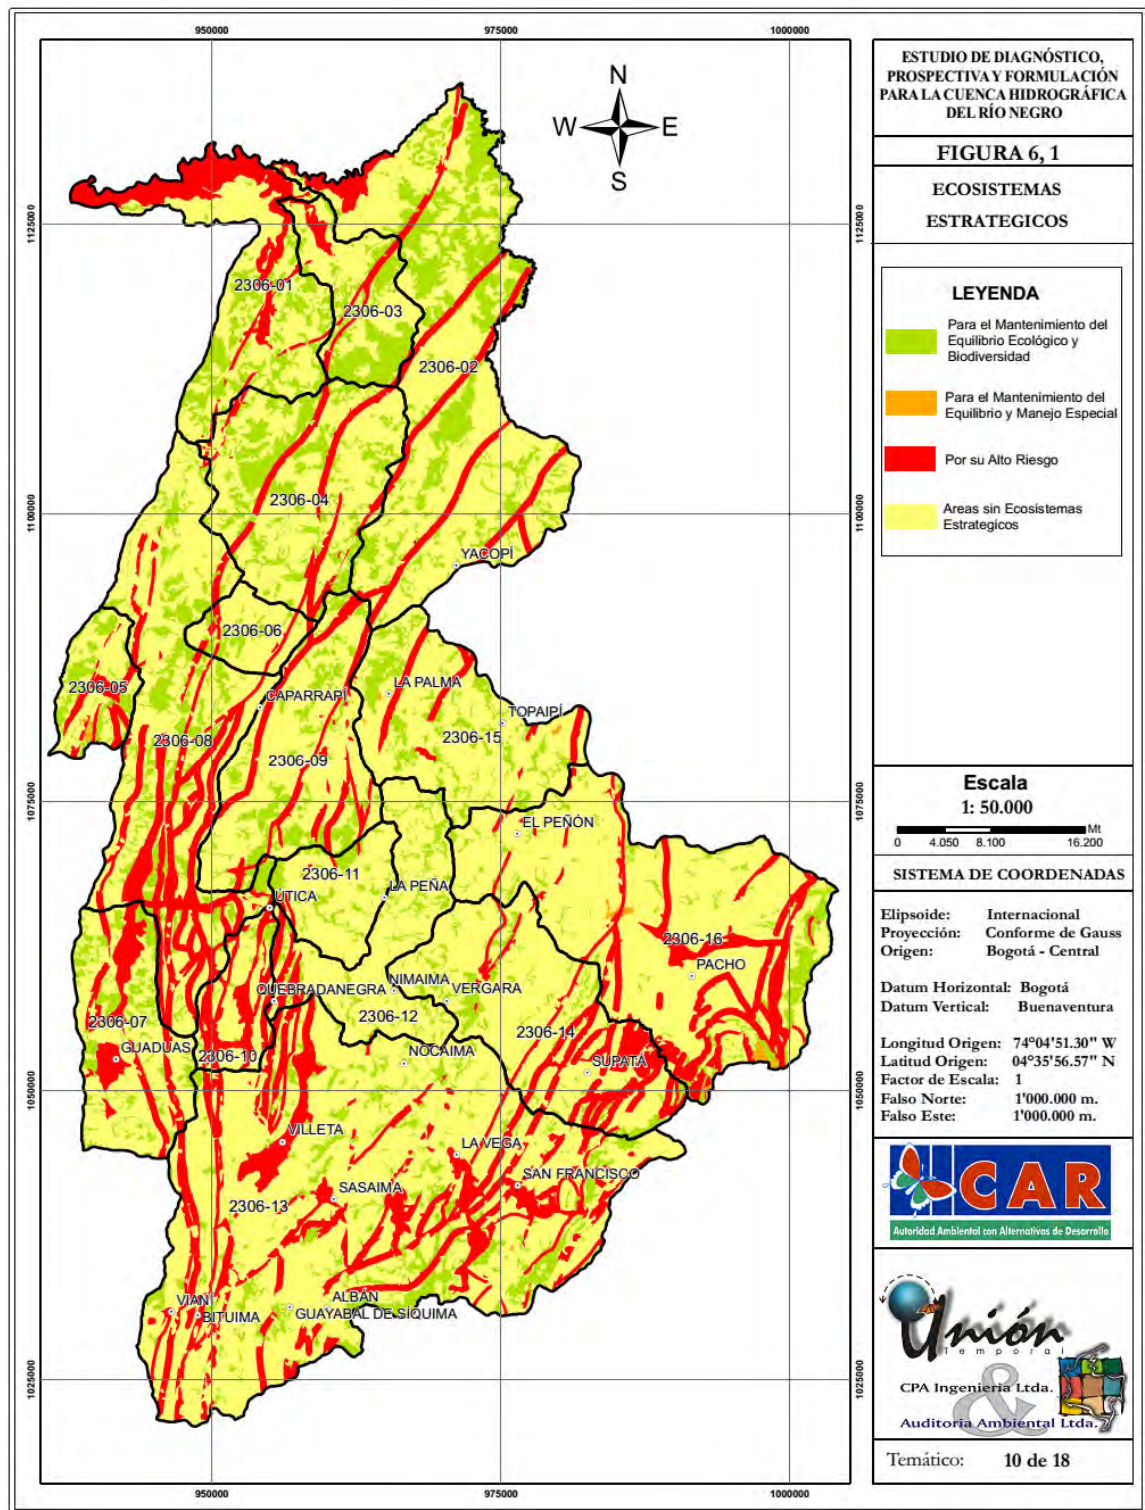 950000
975000
1000000
1125000
1100000
1075000
1050000
1025000
1125000
1100000
1075000
1050000
1025000
950000
975000
1000000
N
W
E
S
2306-01
2306-03
2306-02
2306-04
YACOPÍ
2306-06
2306-05
LA PALMA
CAPARRAPÍ
TOPAIPÍ
2306-08
2306-15
2306-09
EL PEÑÓN
2306-11
LA PEÑA
ÚTICA
2306-16
PACHO
NIMAIMA
QUEBRADANEGRA
VERGARA
2306-12
2306-07
2306-14
GUADUAS
2306-10
NOCAIMA
SUPATÁ
VILLETA
LA VEGA
SAN FRANCISCO
SASAIMA
2306-13
VIANÍ
ALBÁN
BITUIMA
GUAYABAL DE SÍQUIMA
ESTUDIO DE DIAGNÓSTICO,
PROSPECTIVA Y FORMULACIÓN
PARA LA CUENCA HIDROGRÁFICA
DEL RÍO NEGRO
FIGURA 6, 1
ECOSISTEMAS
ESTRATEGICOS
LEYENDA
Para el Mantenimiento del
Equilibrio Ecológico y
Biodiversidad
Para el Mantenimiento del
Equilibrio y Manejo Especial
Por su Alto Riesgo
Areas sin Ecosistemas
Estrategicos
Escala
1: 50.000
Mt
0 4.050 8.100 16.200
SISTEMA DE COORDENADAS
Elipsoide: Internacional
Proyección: Conforme de Gauss
Origen: Bogotá - Central
Datum Horizontal: Bogotá
Datum Vertical: Buenaventura
Longitud Origen: 74°04'51.30" W
Latitud Origen: 04°35'56.57" N
Factor de Escala: 1
Falso Norte: 1'000.000 m.
Falso Este: 1'000.000 m.
CAR
Autoridad Ambiental con Alternativas de Desarrollo
Unión
Temporal
CPA Ingenieria Ltda.
&
Auditoria Ambiental Ltda.
Temático: 10 de 18